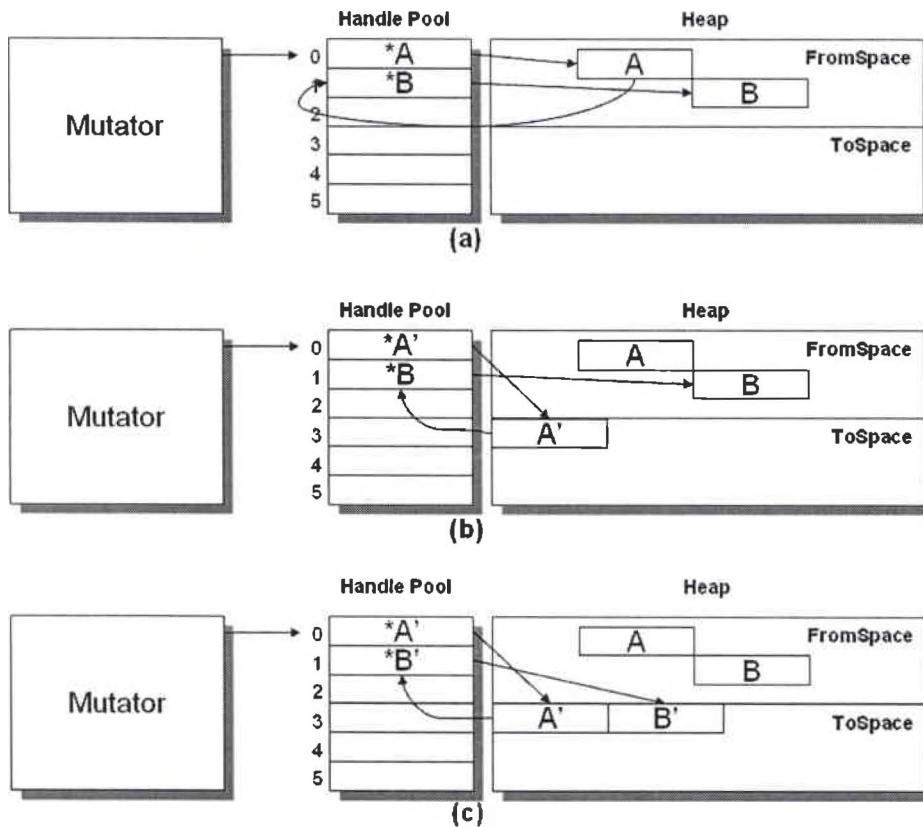 Handle Pool Heap
0 *A A FromSpace
1 *B B
Mutator
2
3 ToSpace
4
5
(a)
Handle Pool Heap
0 *A' A FromSpace
1 *B B
Mutator
2
3 A' ToSpace
4
5
(b)
Handle Pool Heap
0 *A' A FromSpace
1 *B' B
Mutator
2
3 A' B' ToSpace
4
5
(c)